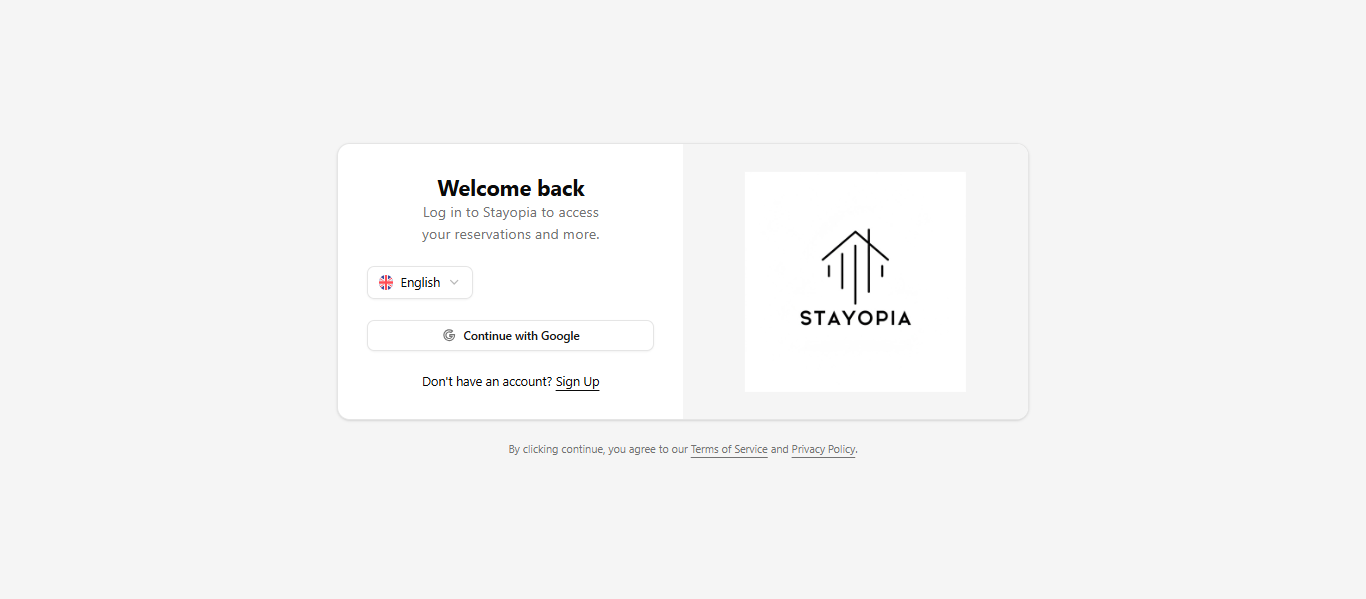 Welcome back
Log in to Stayopia to access
your reservations and more.
English
Continue with Google
Don't have an account? Sign Up
STAYOPIA
By clicking continue, you agree to our Terms of Service and Privacy Policy.